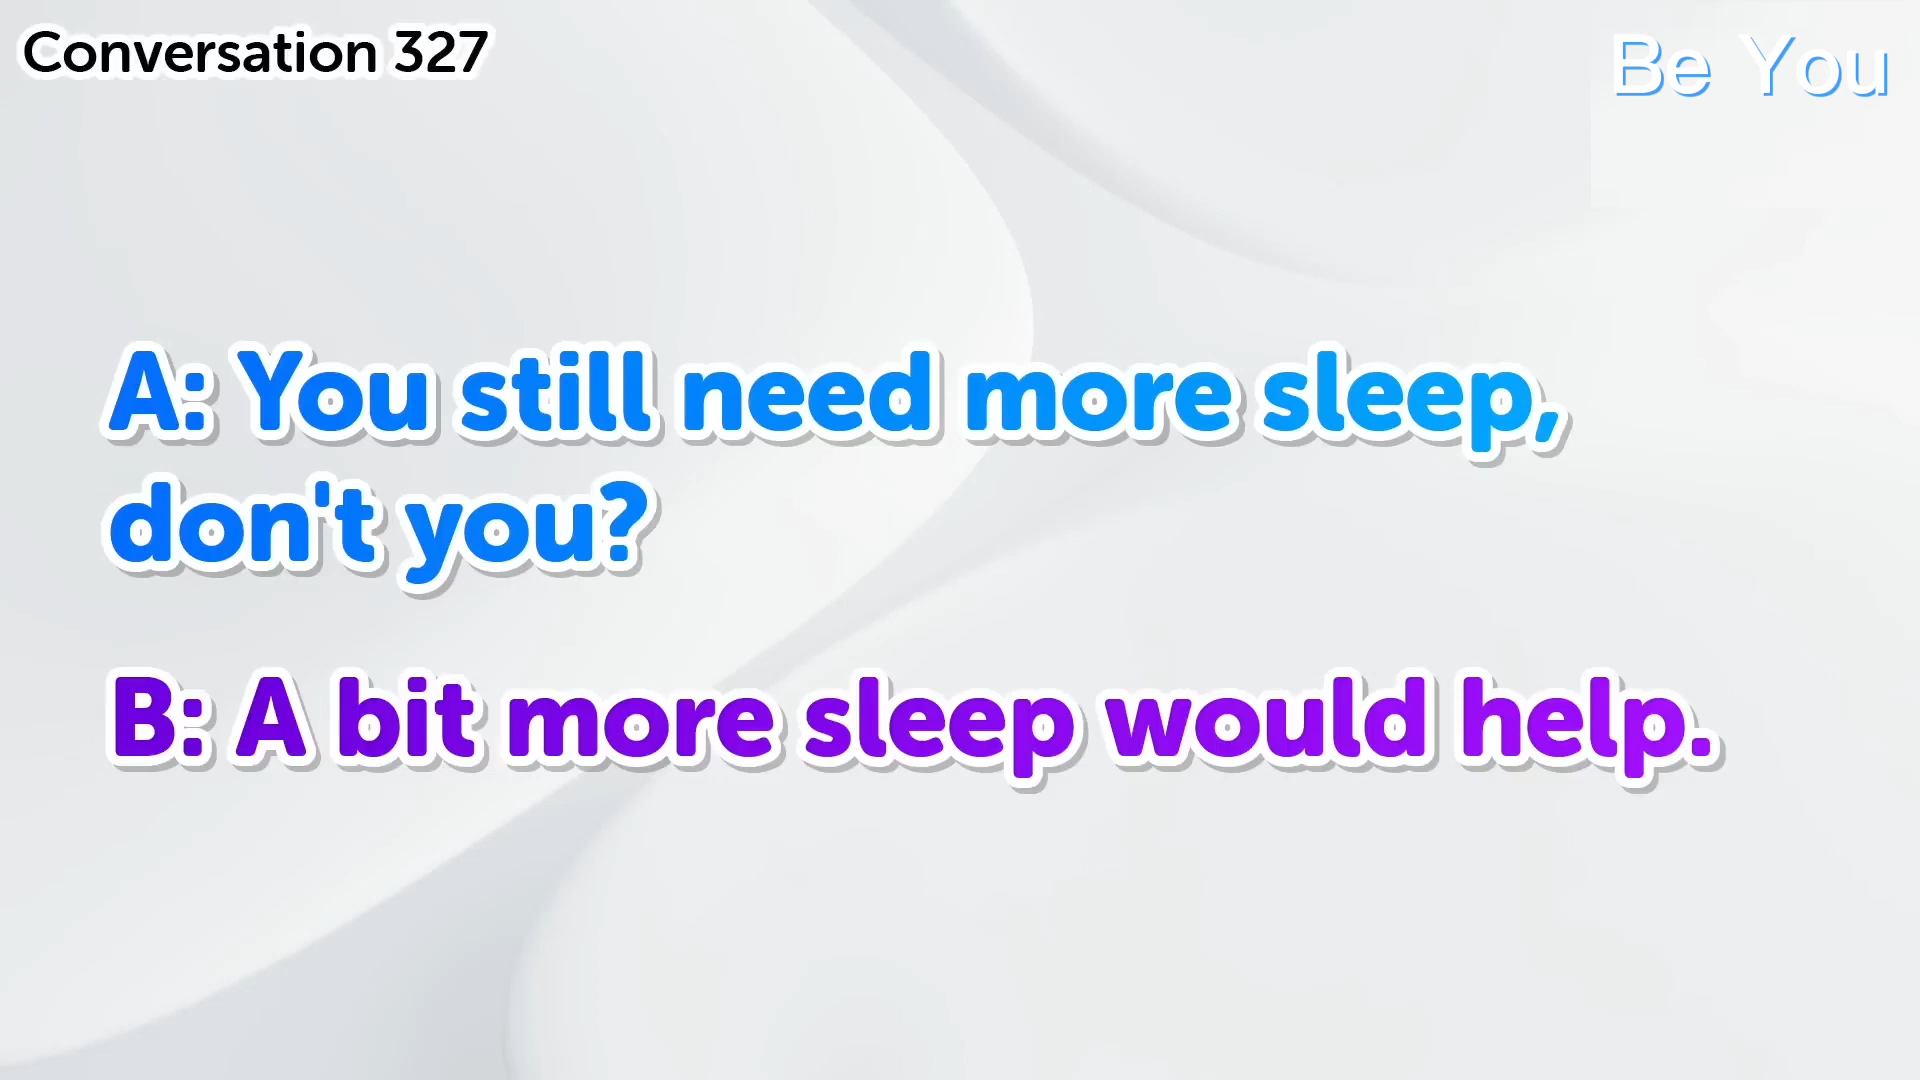 Conversation 327
Be You
A: You still need more sleep,
don't you?
B: A bit more sleep would help.